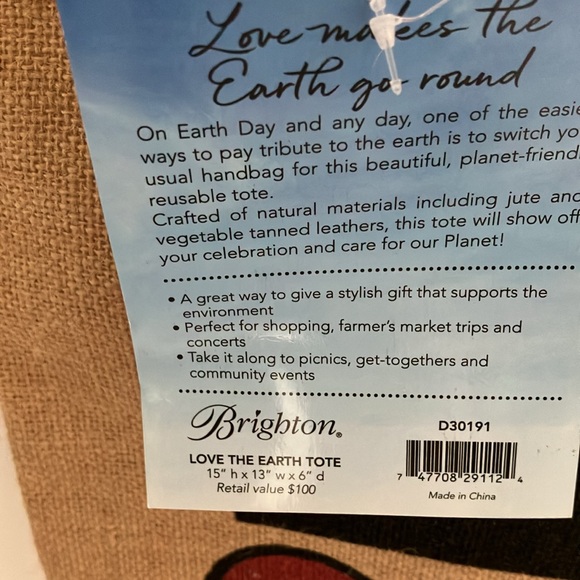 Love makes the
Earth go round
On Earth Day and any day, one of the easie
ways to pay tribute to the earth is to switch yo
usual handbag for this beautiful, planet-friend
reusable tote.
Crafted of natural materials including jute and
vegetable tanned leathers, this tote will show off
your celebration and care for our Planet!
• A great way to give a stylish gift that supports the
environment
• Perfect for shopping, farmer's market trips and
concerts
• Take it along to picnics, get-togethers and
community events
Brighton®
D30191
LOVE THE EARTH TOTE
15" h x 13" w x 6" d
Retail value $100
7 47708 29112 4
Made in China